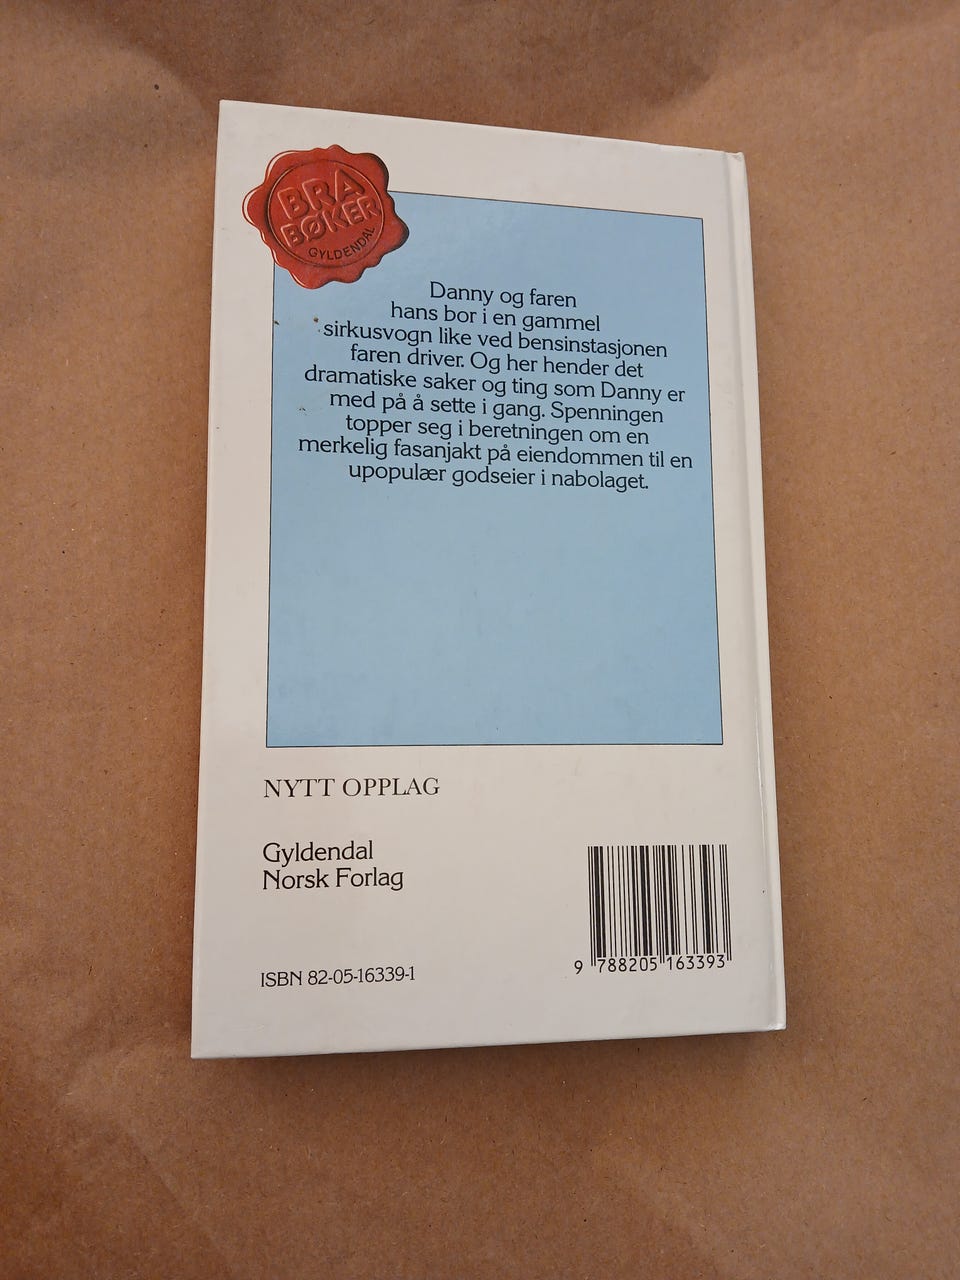 BRA
BØKER
GYLDENDAL
Danny og faren
hans bor i en gammel
sirkusvogn like ved bensinstasjonen
faren driver. Og her hender det
dramatiske saker og ting som Danny er
med på å sette i gang. Spenningen
topper seg i beretningen om en
merkelig fasanjakt på eiendommen til en
upopulær godseier i nabolaget.
NYTT OPPLAG
Gyldendal
Norsk Forlag
ISBN 82-05-16339-1
9 788205 163393